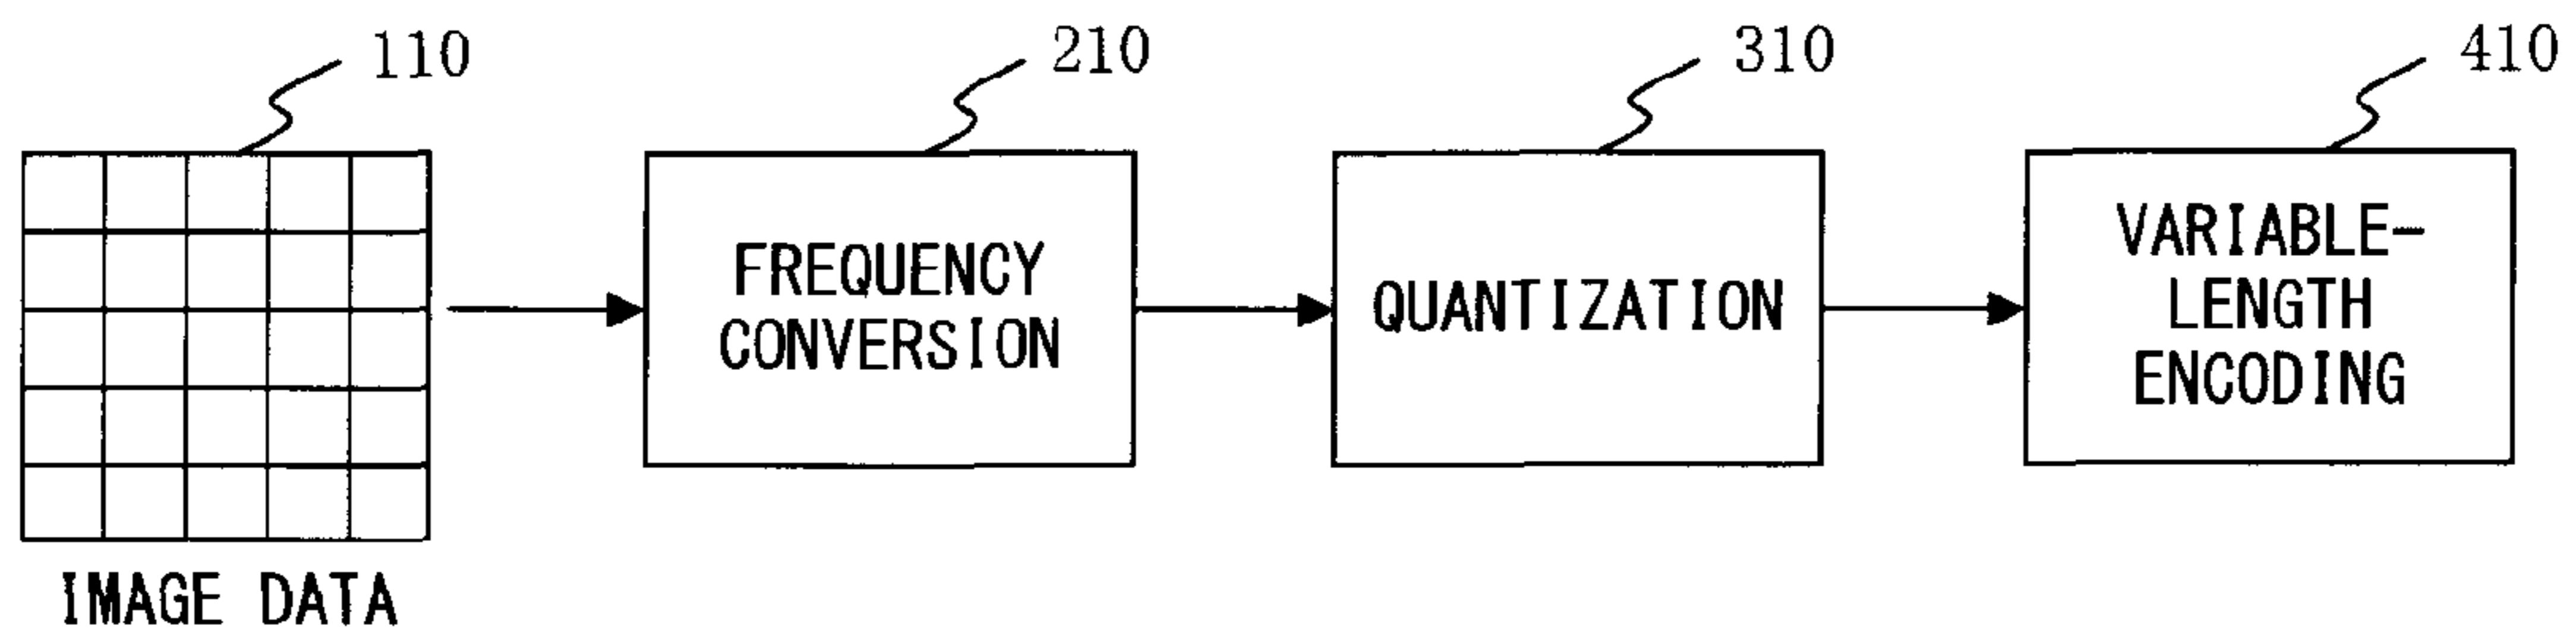 110
210
310
410
FREQUENCY
CONVERSION
QUANTIZATION
VARIABLE-
LENGTH
ENCODING
IMAGE DATA